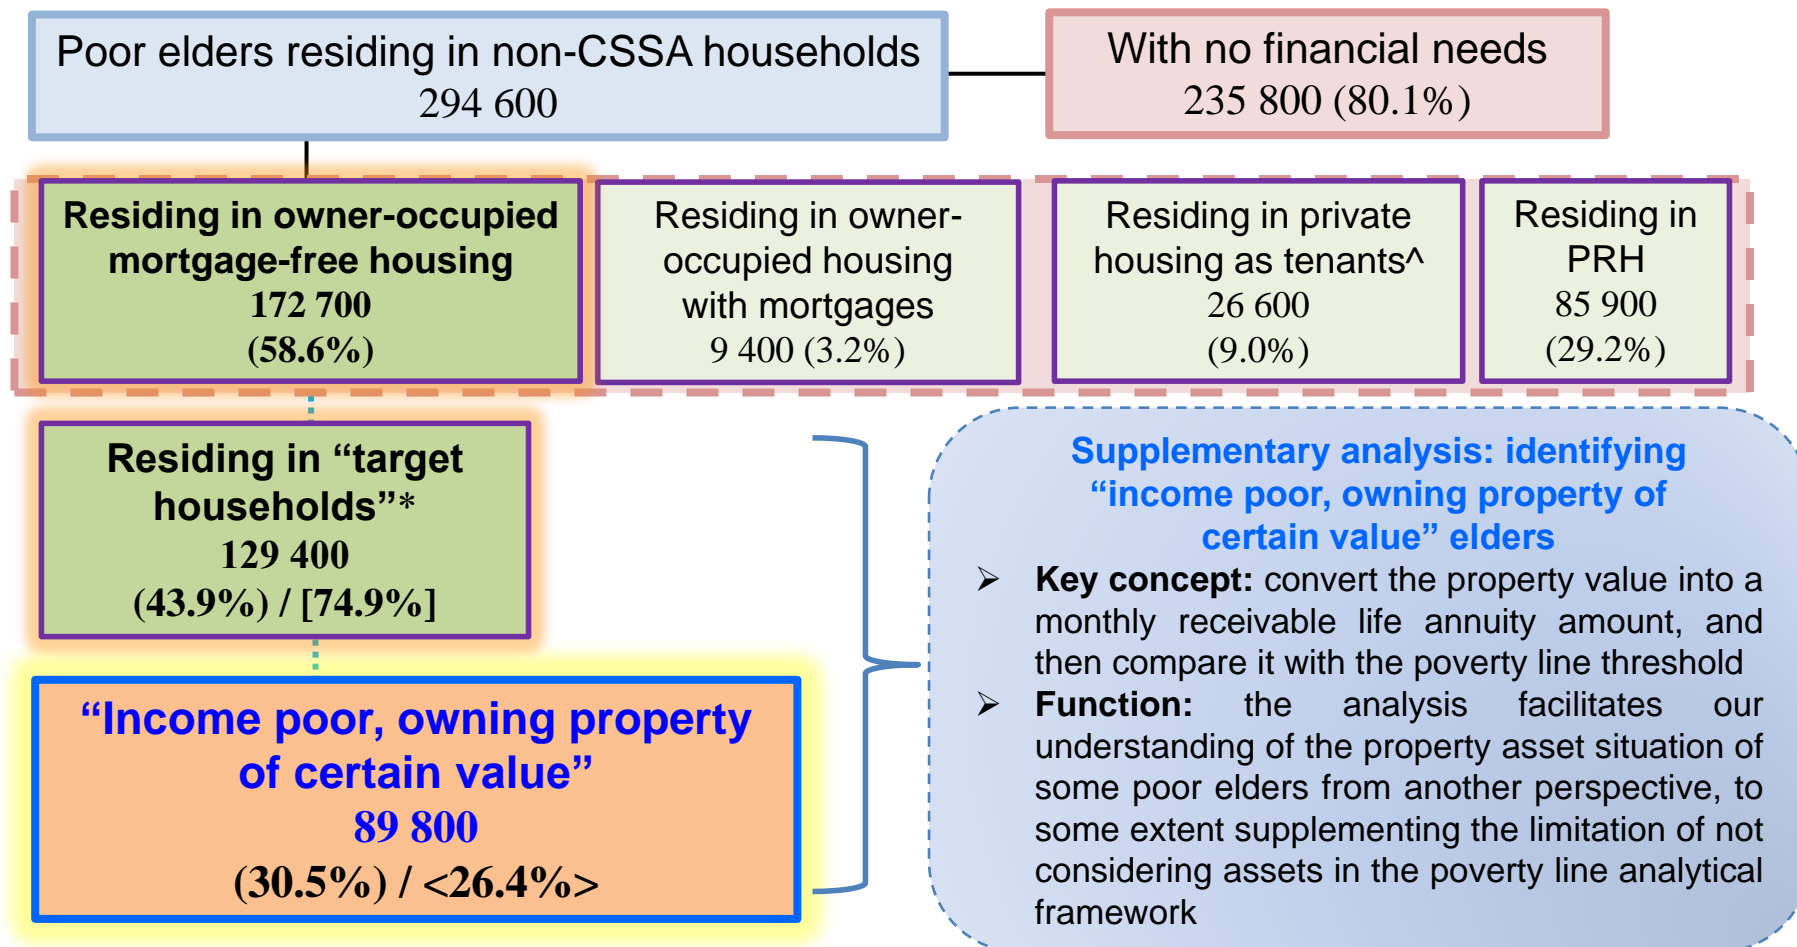 Poor elders residing in non-CSSA households
294 600
With no financial needs
235 800 (80.1%)
Residing in owner-occupied
mortgage-free housing
172 700
(58.6%)
Residing in owner-
occupied housing
with mortgages
9 400 (3.2%)
Residing in private
housing as tenants^
26 600
(9.0%)
Residing in
PRH
85 900
(29.2%)
Residing in “target
households”*
129 400
(43.9%) / [74.9%]
“Income poor, owning property
of certain value”
89 800
(30.5%) / <26.4%>
Supplementary analysis: identifying
“income poor, owning property of
certain value” elders
➢ Key concept: convert the property value into a
monthly receivable life annuity amount, and
then compare it with the poverty line threshold
➢ Function: the analysis facilitates our
understanding of the property asset situation of
some poor elders from another perspective, to
some extent supplementing the limitation of not
considering assets in the poverty line analytical
framework